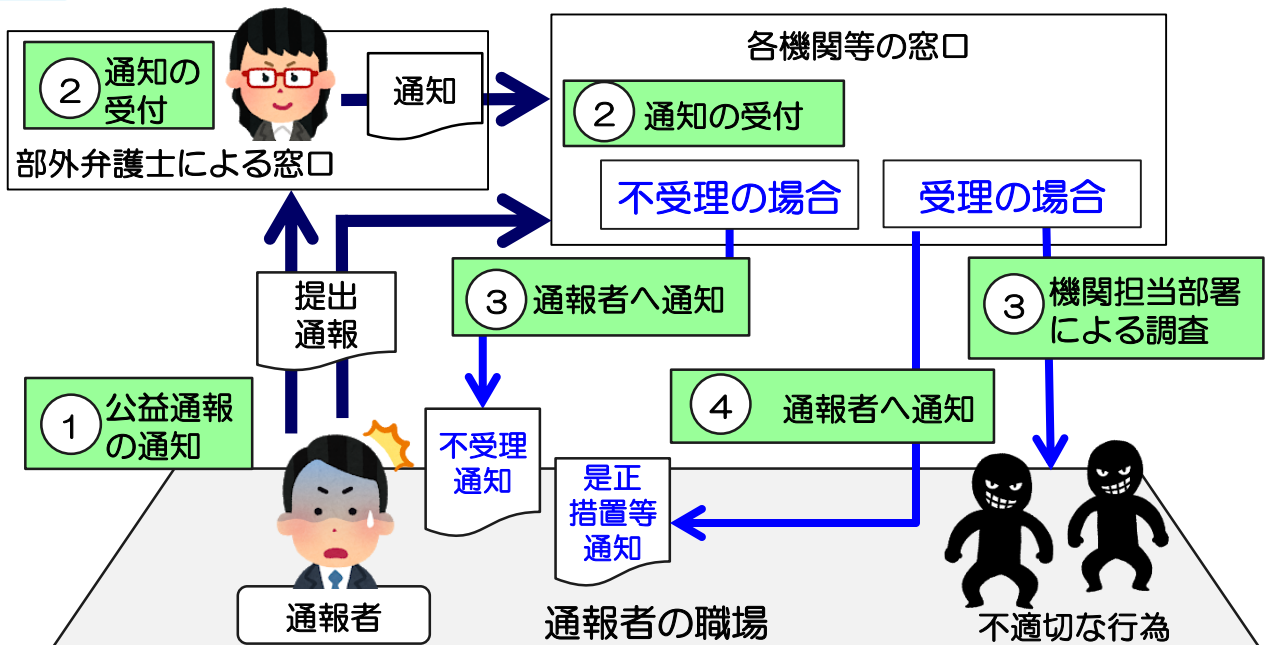 ② 通知の
受付
部外弁護士による窓口
通知
各機関等の窓口
② 通知の受付
不受理の場合
受理の場合
提出
通報
③ 通報者へ通知
③ 機関担当部署
による調査
① 公益通報
の通知
④ 通報者へ通知
不受理
通知
是正
措置等
通知
通報者
通報者の職場
不適切な行為